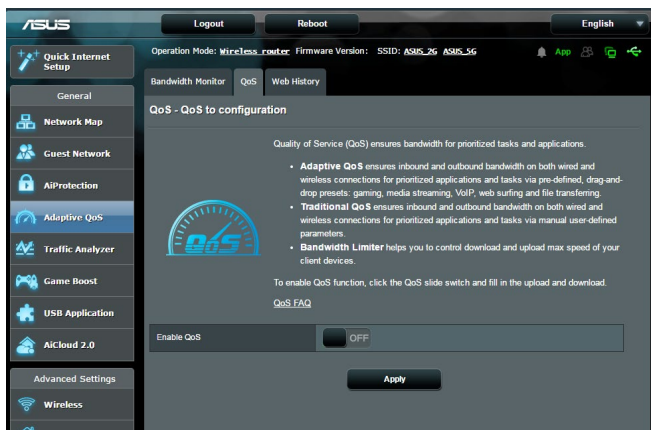 ASUS
Logout
Reboot
English
Quick Internet
Setup
Operation Mode: Wireless router Firmware Version: SSID: ASUS_2G ASUS_5G
App
General
Network Map
Guest Network
AiProtection
Adaptive QoS
Traffic Analyzer
Game Boost
USB Application
AiCloud 2.0
Advanced Settings
Wireless
Bandwidth Monitor QoS Web History
QoS - QoS to configuration
QoS
Quality of Service (QoS) ensures bandwidth for prioritized tasks and applications.
• Adaptive QoS ensures inbound and outbound bandwidth on both wired and
wireless connections for prioritized applications and tasks via pre-defined, drag-and-
drop presets: gaming, media streaming, VoIP, web surfing and file transferring.
• Traditional QoS ensures inbound and outbound bandwidth on both wired and
wireless connections for prioritized applications and tasks via manual user-defined
parameters.
• Bandwidth Limiter helps you to control download and upload max speed of your
client devices.
To enable QoS function, click the QoS slide switch and fill in the upload and download.
QoS FAQ
Enable QoS
OFF
Apply